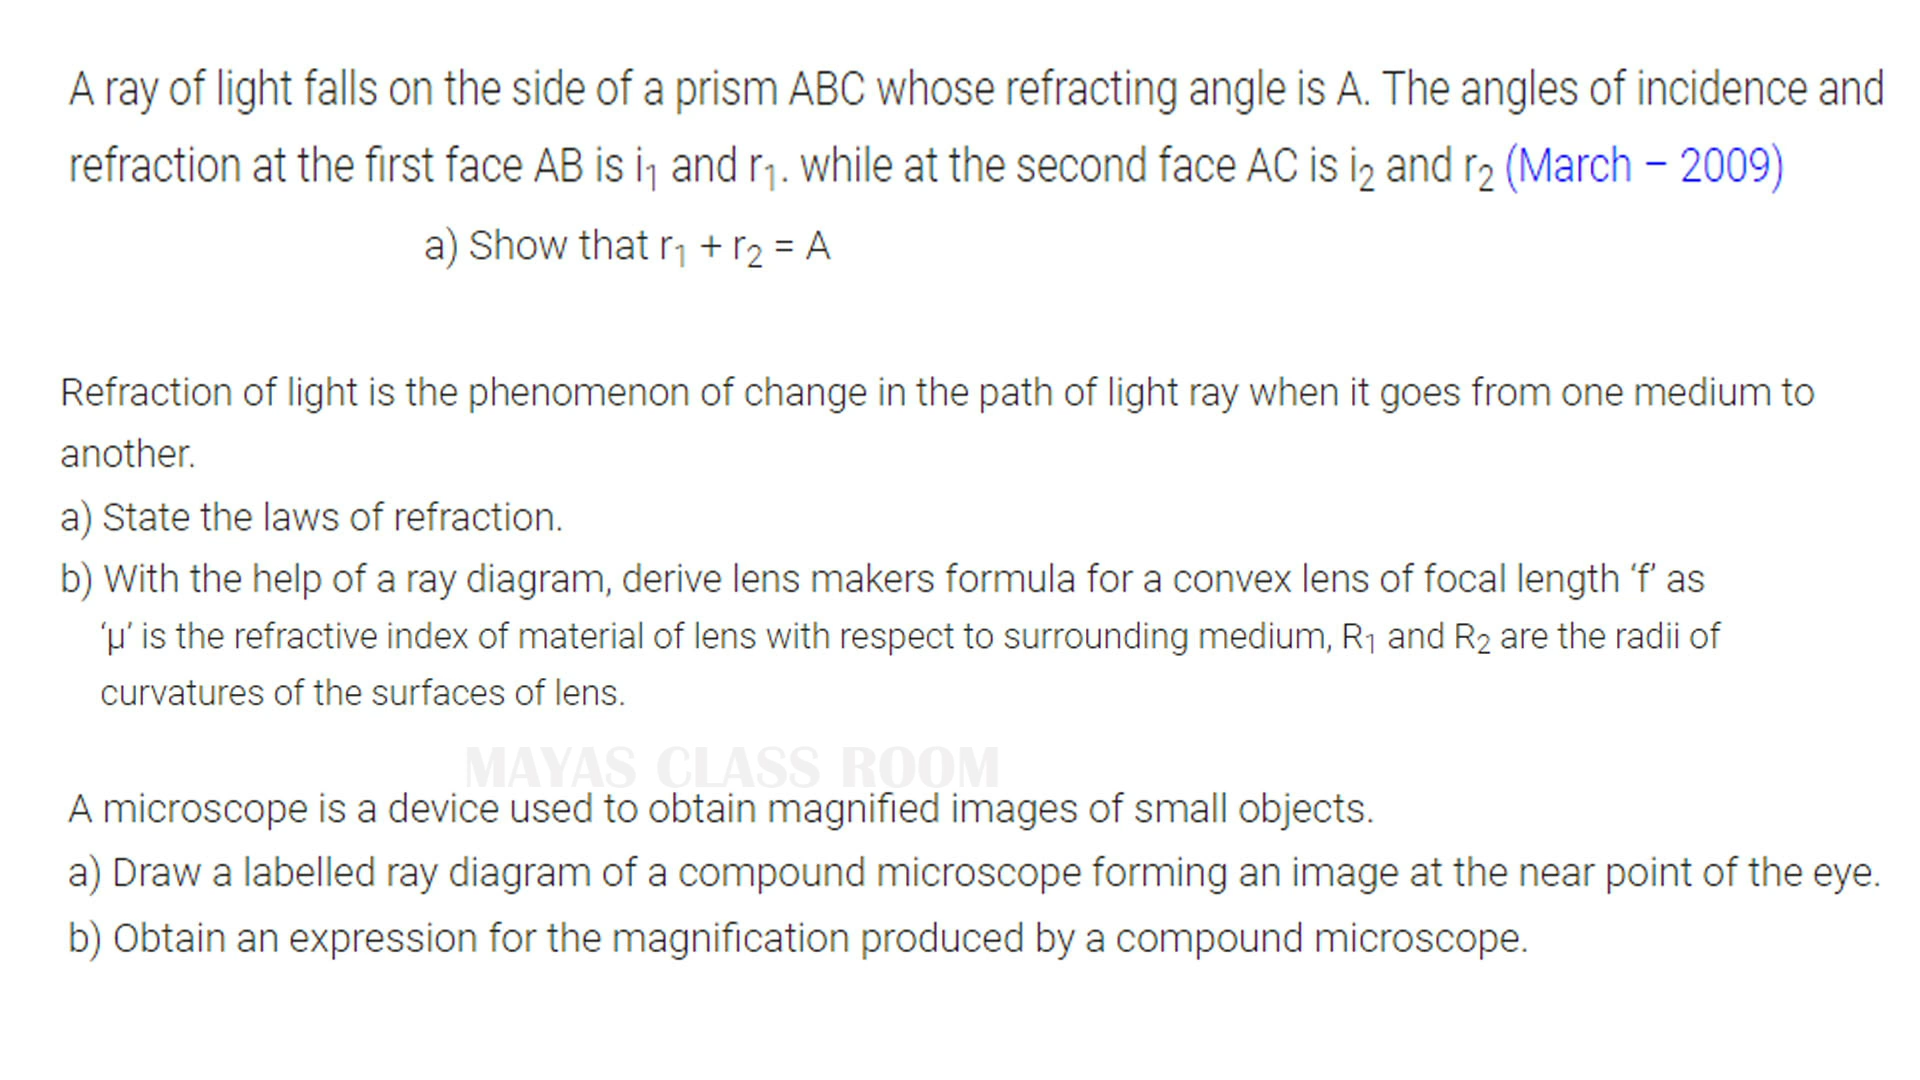 A ray of light falls on the side of a prism ABC whose refracting angle is A. The angles of incidence and
refraction at the first face AB is i₁ and r₁. while at the second face AC is i₂ and r₂ (March – 2009)
a) Show that r₁ + r₂ = A
Refraction of light is the phenomenon of change in the path of light ray when it goes from one medium to
another.
a) State the laws of refraction.
b) With the help of a ray diagram, derive lens makers formula for a convex lens of focal length ‘f’ as
‘μ’ is the refractive index of material of lens with respect to surrounding medium, R₁ and R₂ are the radii of
curvatures of the surfaces of lens.
MAYAS CLASS ROOM
A microscope is a device used to obtain magnified images of small objects.
a) Draw a labelled ray diagram of a compound microscope forming an image at the near point of the eye.
b) Obtain an expression for the magnification produced by a compound microscope.